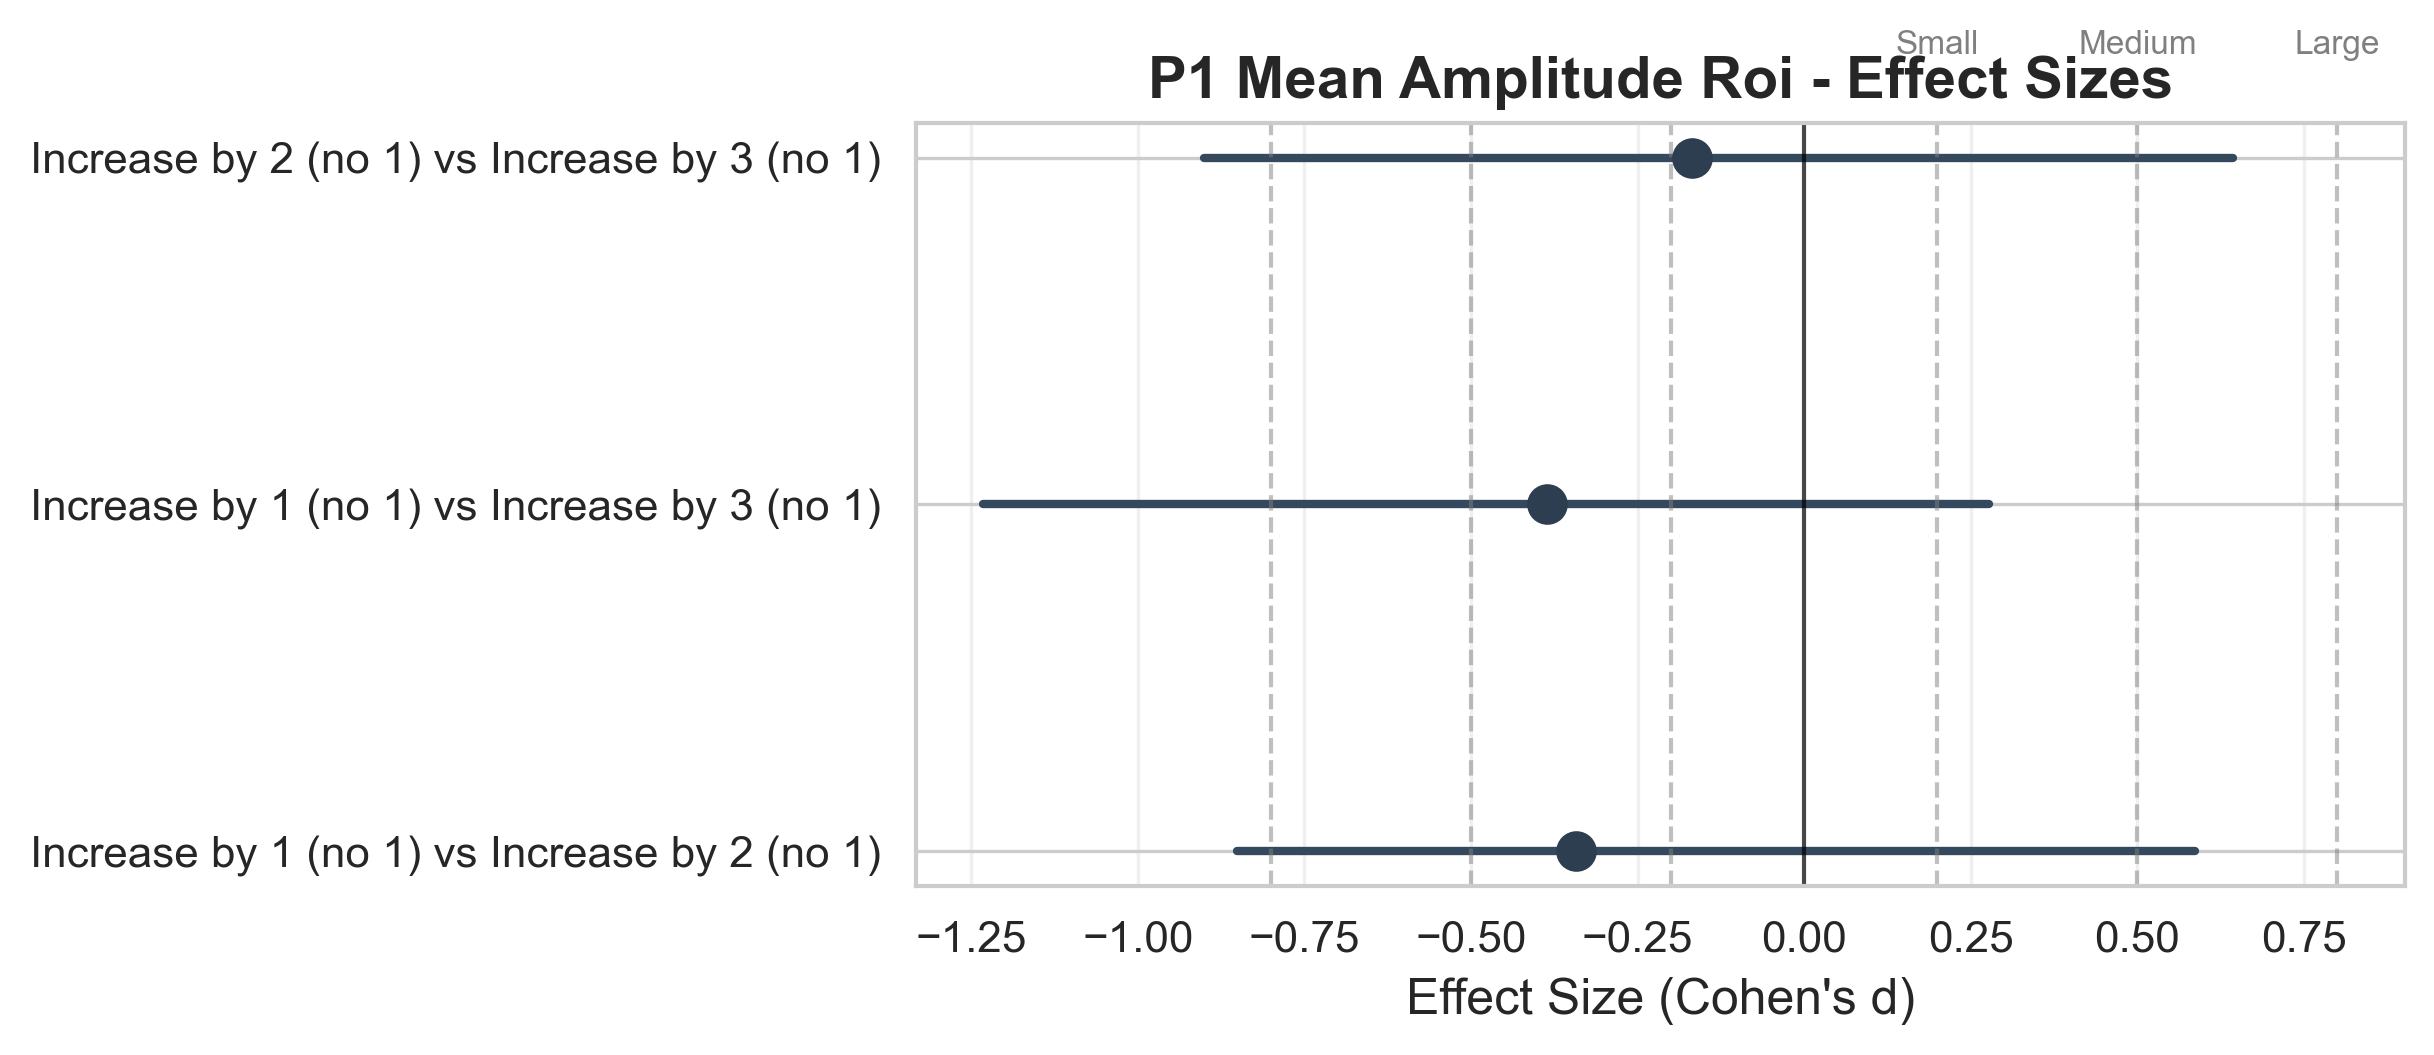 Small Medium Large
P1 Mean Amplitude Roi - Effect Sizes
Increase by 2 (no 1) vs Increase by 3 (no 1)
Increase by 1 (no 1) vs Increase by 3 (no 1)
Increase by 1 (no 1) vs Increase by 2 (no 1)
−1.25 −1.00 −0.75 −0.50 −0.25 0.00 0.25 0.50 0.75
Effect Size (Cohen's d)